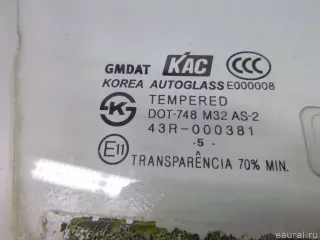 GMDAT KAC CCC
KOREA AUTOGLASS E000008
TEMPERED
DOT-748 M32 AS-2
43R-000381
·5·
E11 TRANSPARÊNCIA 70% MIN.
© eaural.ru